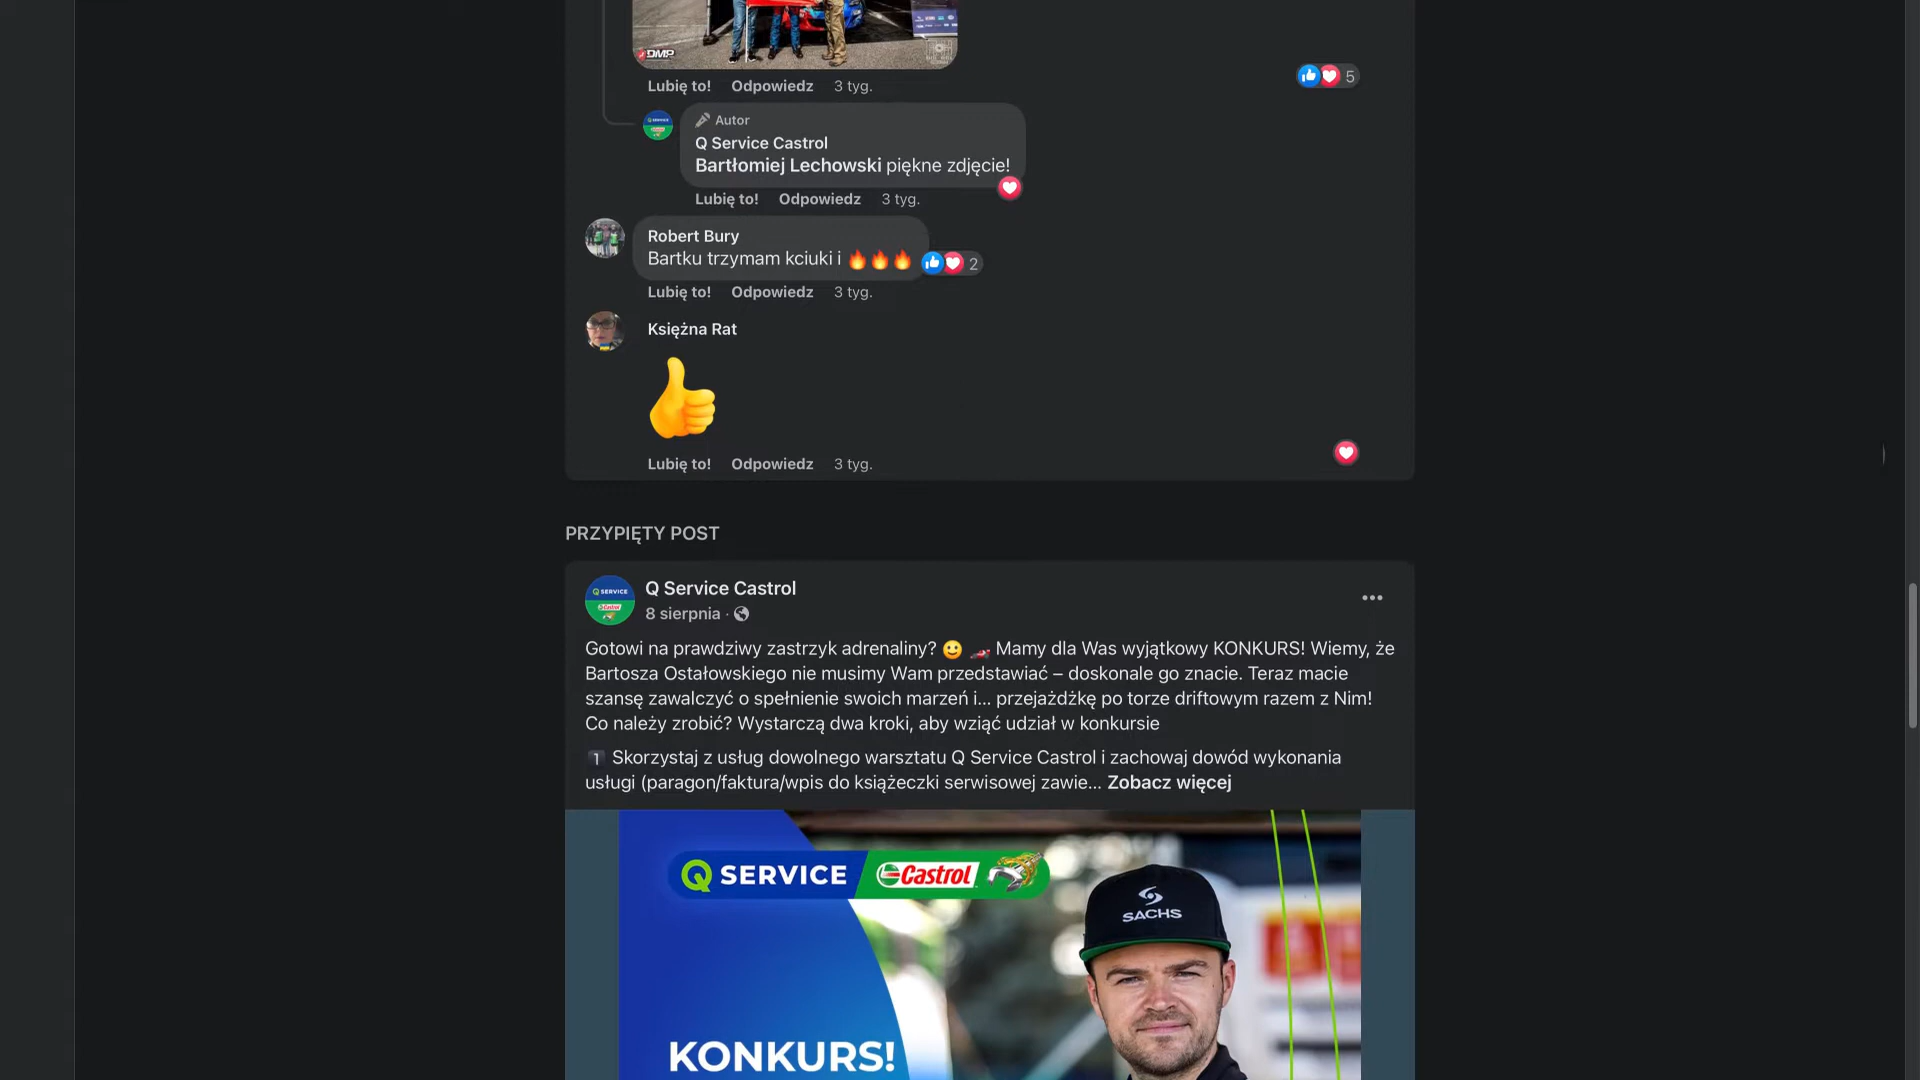 DMP
Lubię to! Odpowiedz 3 tyg. 5
Autor
Q Service Castrol
Bartłomiej Lechowski piękne zdjęcie!
Lubię to! Odpowiedz 3 tyg.
Robert Bury
Bartku trzymam kciuki i 🔥🔥🔥 2
Lubię to! Odpowiedz 3 tyg.
Księżna Rat
Lubię to! Odpowiedz 3 tyg.
PRZYPIĘTY POST
Q SERVICE
Castrol
Q Service Castrol
8 sierpnia ·
Gotowi na prawdziwy zastrzyk adrenaliny? 🙂 🏎️ Mamy dla Was wyjątkowy KONKURS! Wiemy, że
Bartosza Ostałowskiego nie musimy Wam przedstawiać – doskonale go znacie. Teraz macie
szansę zawalczyć o spełnienie swoich marzeń i... przejażdżkę po torze driftowym razem z Nim!
Co należy zrobić? Wystarczą dwa kroki, aby wziąć udział w konkursie
1 Skorzystaj z usług dowolnego warsztatu Q Service Castrol i zachowaj dowód wykonania
usługi (paragon/faktura/wpis do książeczki serwisowej zawie... Zobacz więcej
Q SERVICE Castrol
SACHS
KONKURS!